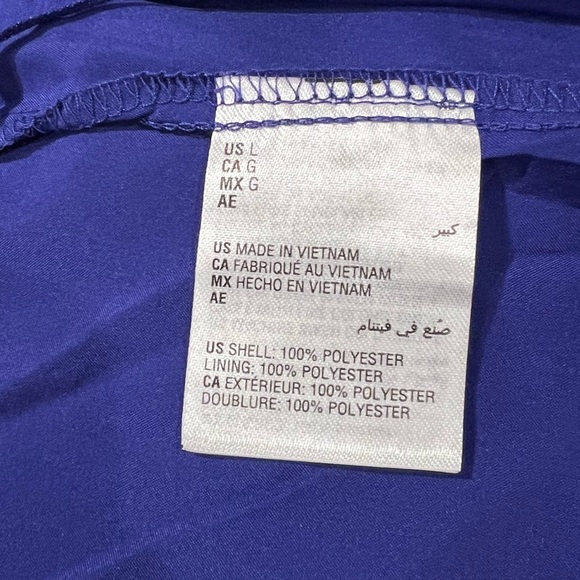 US L
CA G
MX G
AE
كبير
US MADE IN VIETNAM
CA FABRIQUÉ AU VIETNAM
MX HECHO EN VIETNAM
AE
صُنع في فيتنام
US SHELL: 100% POLYESTER
LINING: 100% POLYESTER
CA EXTÉRIEUR: 100% POLYESTER
DOUBLURE: 100% POLYESTER